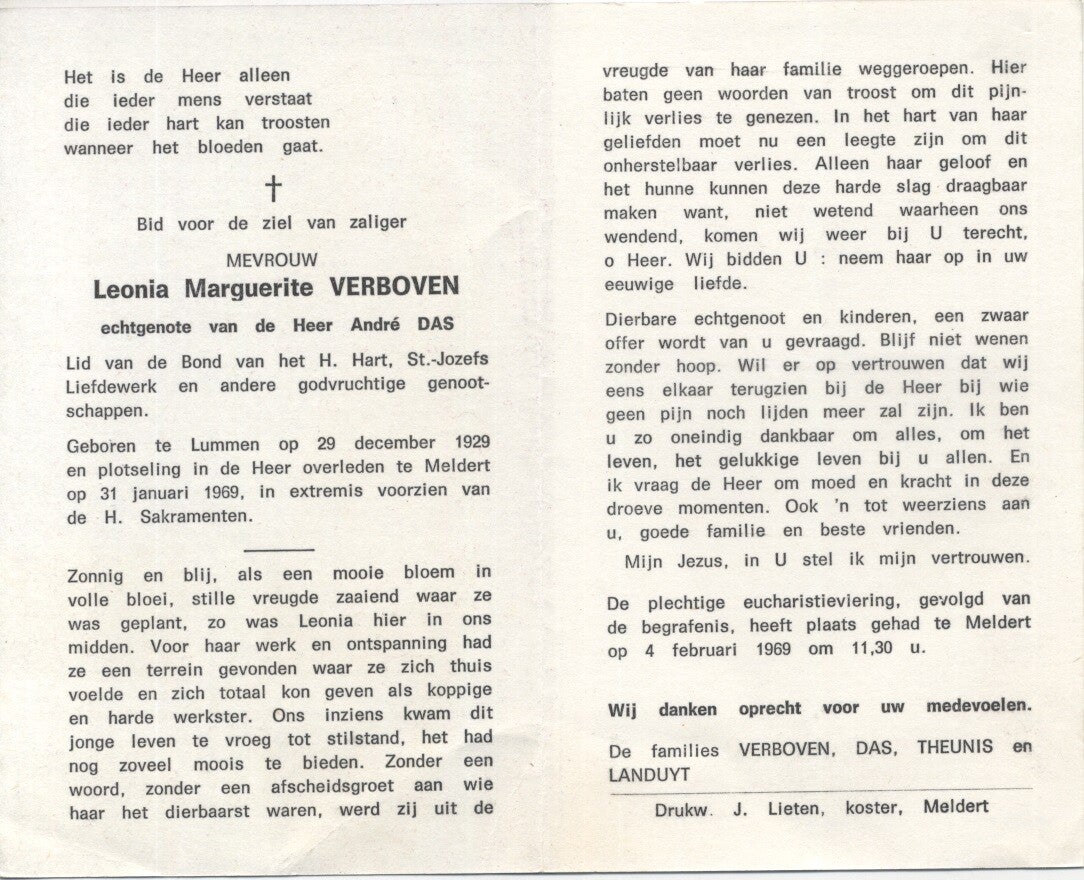 Het is de Heer alleen
die ieder mens verstaat
die ieder hart kan troosten
wanneer het bloeden gaat.
Bid voor de ziel van zaliger
MEVROUW
Leonia Marguerite VERBOVEN
echtgenote van de Heer André DAS
Lid van de Bond van het H. Hart, St.-Jozefs
Liefdewerk en andere godvruchtige genoot-
schappen.
Geboren te Lummen op 29 december 1929
en plotseling in de Heer overleden te Meldert
op 31 januari 1969, in extremis voorzien van
de H. Sakramenten.
Zonnig en blij, als een mooie bloem in
volle bloei, stille vreugde zaaiend waar ze
was geplant, zo was Leonia hier in ons
midden. Voor haar werk en ontspanning had
ze een terrein gevonden waar ze zich thuis
voelde en zich totaal kon geven als koppige
en harde werkster. Ons inziens kwam dit
jonge leven te vroeg tot stilstand, het had
nog zoveel moois te bieden. Zonder een
woord, zonder een afscheidsgroet aan wie
haar het dierbaarst waren, werd zij uit de
vreugde van haar familie weggeroepen. Hier
baten geen woorden van troost om dit pijn-
lijk verlies te genezen. In het hart van haar
geliefden moet nu een leegte zijn om dit
onherstelbaar verlies. Alleen haar geloof en
het hunne kunnen deze harde slag draagbaar
maken want, niet wetend waarheen ons
wendend, komen wij weer bij U terecht,
o Heer. Wij bidden U : neem haar op in uw
eeuwige liefde.
Dierbare echtgenoot en kinderen, een zwaar
offer wordt van u gevraagd. Blijf niet wenen
zonder hoop. Wil er op vertrouwen dat wij
eens elkaar terugzien bij de Heer bij wie
geen pijn noch lijden meer zal zijn. Ik ben
u zo oneindig dankbaar om alles, om het
leven, het gelukkige leven bij u allen. En
ik vraag de Heer om moed en kracht in deze
droeve momenten. Ook 'n tot weerziens aan
u, goede familie en beste vrienden.
Mijn Jezus, in U stel ik mijn vertrouwen.
De plechtige eucharistieviering, gevolgd van
de begrafenis, heeft plaats gehad te Meldert
op 4 februari 1969 om 11,30 u.
Wij danken oprecht voor uw medevoelen.
De families VERBOVEN, DAS, THEUNIS en
LANDUYT
Drukw. J. Lieten, koster, Meldert